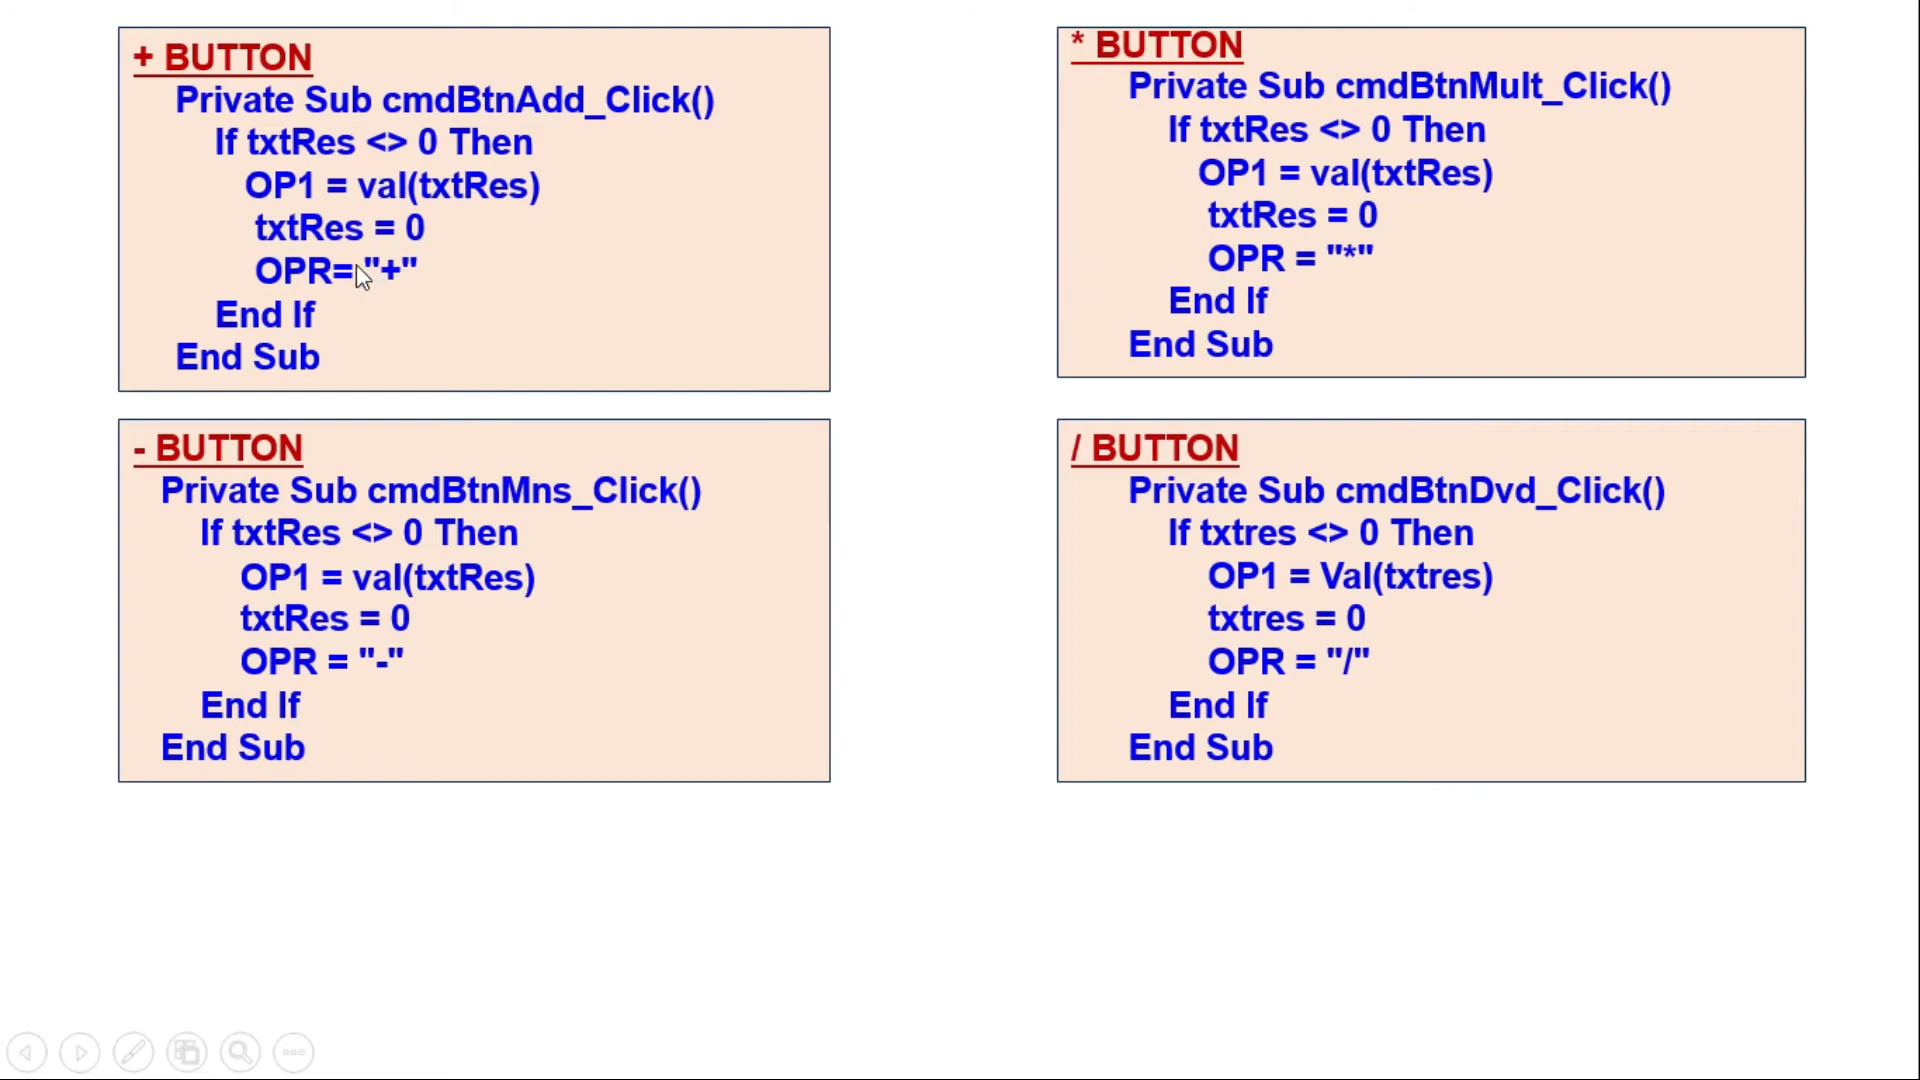 + BUTTON
Private Sub cmdBtnAdd_Click()
If txtRes <> 0 Then
OP1 = val(txtRes)
txtRes = 0
OPR= "+"
End If
End Sub
- BUTTON
Private Sub cmdBtnMns_Click()
If txtRes <> 0 Then
OP1 = val(txtRes)
txtRes = 0
OPR = "-"
End If
End Sub
* BUTTON
Private Sub cmdBtnMult_Click()
If txtRes <> 0 Then
OP1 = val(txtRes)
txtRes = 0
OPR = "*"
End If
End Sub
/ BUTTON
Private Sub cmdBtnDvd_Click()
If txtres <> 0 Then
OP1 = Val(txtres)
txtres = 0
OPR = "/"
End If
End Sub